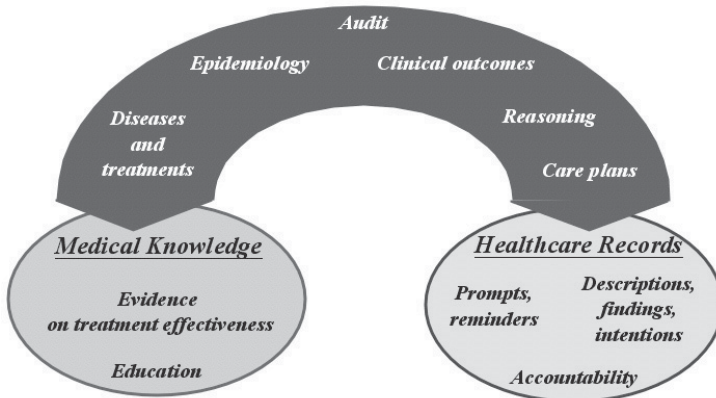 Audit
Epidemiology
Clinical outcomes
Diseases
and
treatments
Reasoning
Care plans
Medical Knowledge
Evidence
on treatment effectiveness
Education
Healthcare Records
Prompts,
reminders
Descriptions,
findings,
intentions
Accountability